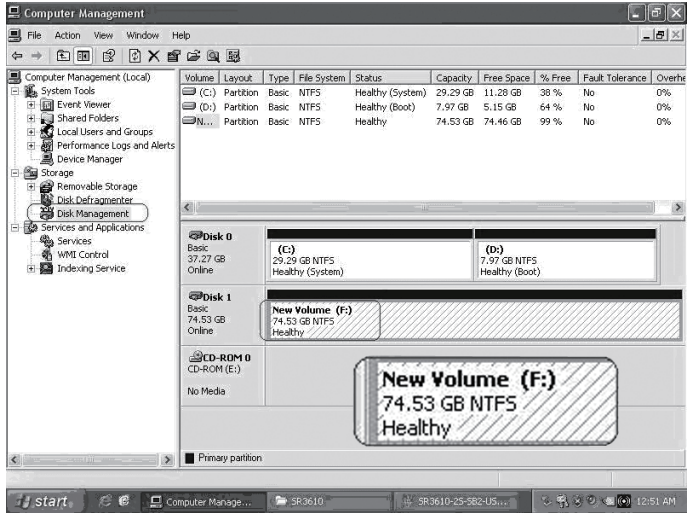 Computer Management
File Action View Window Help
Computer Management (Local)
System Tools
Event Viewer
Shared Folders
Local Users and Groups
Performance Logs and Alerts
Device Manager
Storage
Removable Storage
Disk Defragmenter
Disk Management
Services and Applications
Services
WMI Control
Indexing Service
Volume Layout Type File System Status Capacity Free Space % Free Fault Tolerance Overhe
(C:) Partition Basic NTFS Healthy (System) 29.29 GB 11.28 GB 38 % No 0%
(D:) Partition Basic NTFS Healthy (Boot) 7.97 GB 5.15 GB 64 % No 0%
N... Partition Basic NTFS Healthy 74.53 GB 74.46 GB 99 % No 0%
Disk 0
Basic
37.27 GB
Online
(C:)
29.29 GB NTFS
Healthy (System)
(D:)
7.97 GB NTFS
Healthy (Boot)
Disk 1
Basic
74.53 GB
Online
New Volume (F:)
74.53 GB NTFS
Healthy
CD-ROM 0
CD-ROM (E:)
No Media
New Volume (F:)
74.53 GB NTFS
Healthy
Primary partition
start
Computer Manage...
SR3610
SR3610-2S-SB2-US...
12:51 AM